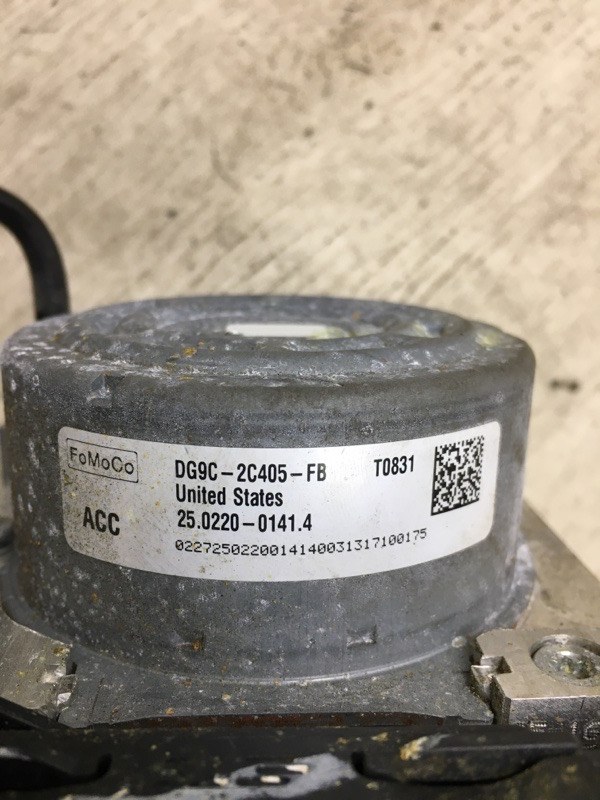 FoMoCo
DG9C-2C405-FB T0831
United States
ACC 25.0220-0141.4
0227250220014140031317100175